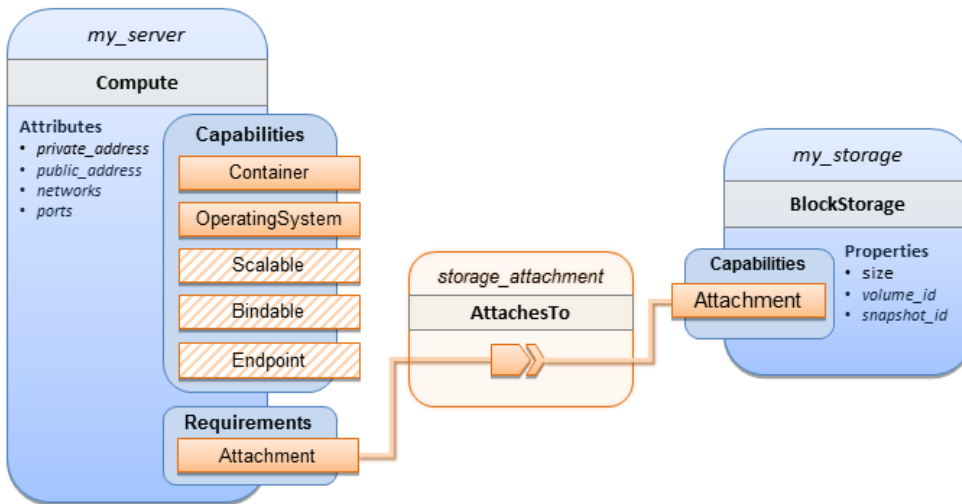 my_server
Compute
Attributes
• private_address
• public_address
• networks
• ports
Capabilities
Container
OperatingSystem
Scalable
Bindable
Endpoint
Requirements
Attachment
storage_attachment
AttachesTo
my_storage
BlockStorage
Capabilities
Attachment
Properties
• size
• volume_id
• snapshot_id